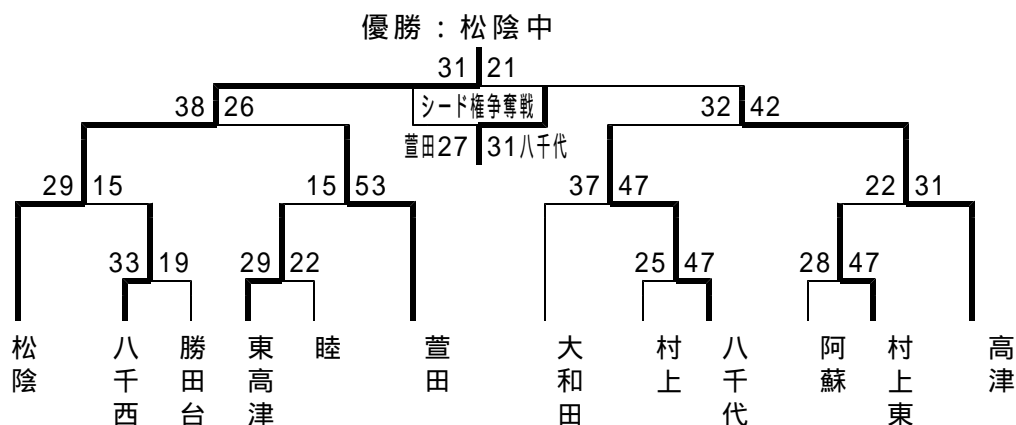 優勝：松陰中
31 21
シード権争奪戦
38 26
32 42
萱田27 31八千代
29 15
15 53
37 47
22 31
33 19
29 22
25 47
28 47
松陰
八千西
勝田台
東高津
睦
萱田
大和田
村上
八千代
阿蘇
村上東
高津